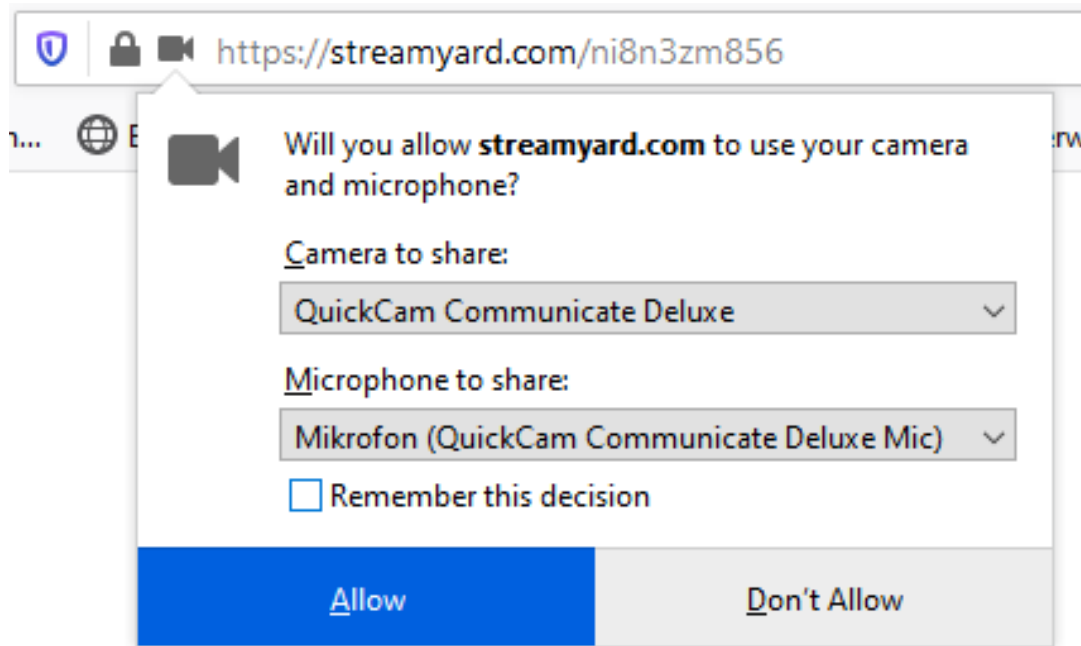 https://streamyard.com/ni8n3zm856
Will you allow streamyard.com to use your camera
and microphone?
Camera to share:
QuickCam Communicate Deluxe
Microphone to share:
Mikrofon (QuickCam Communicate Deluxe Mic)
Remember this decision
Allow
Don't Allow